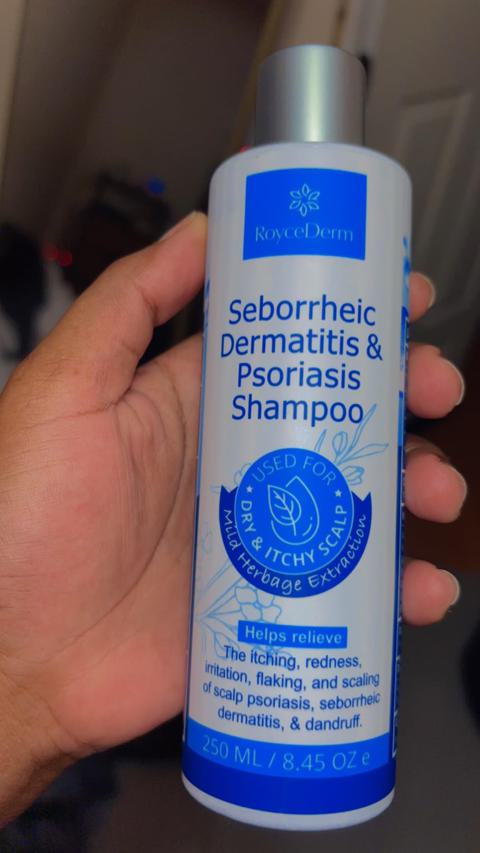 RoyceDerm
Seborrheic
Dermatitis &
Psoriasis
Shampoo
USED FOR
DRY & ITCHY SCALP
Mild Herbage Extraction
Helps relieve
The itching, redness,
irritation, flaking, and scaling
of scalp psoriasis, seborrheic
dermatitis, & dandruff.
250 ML / 8.45 OZ e